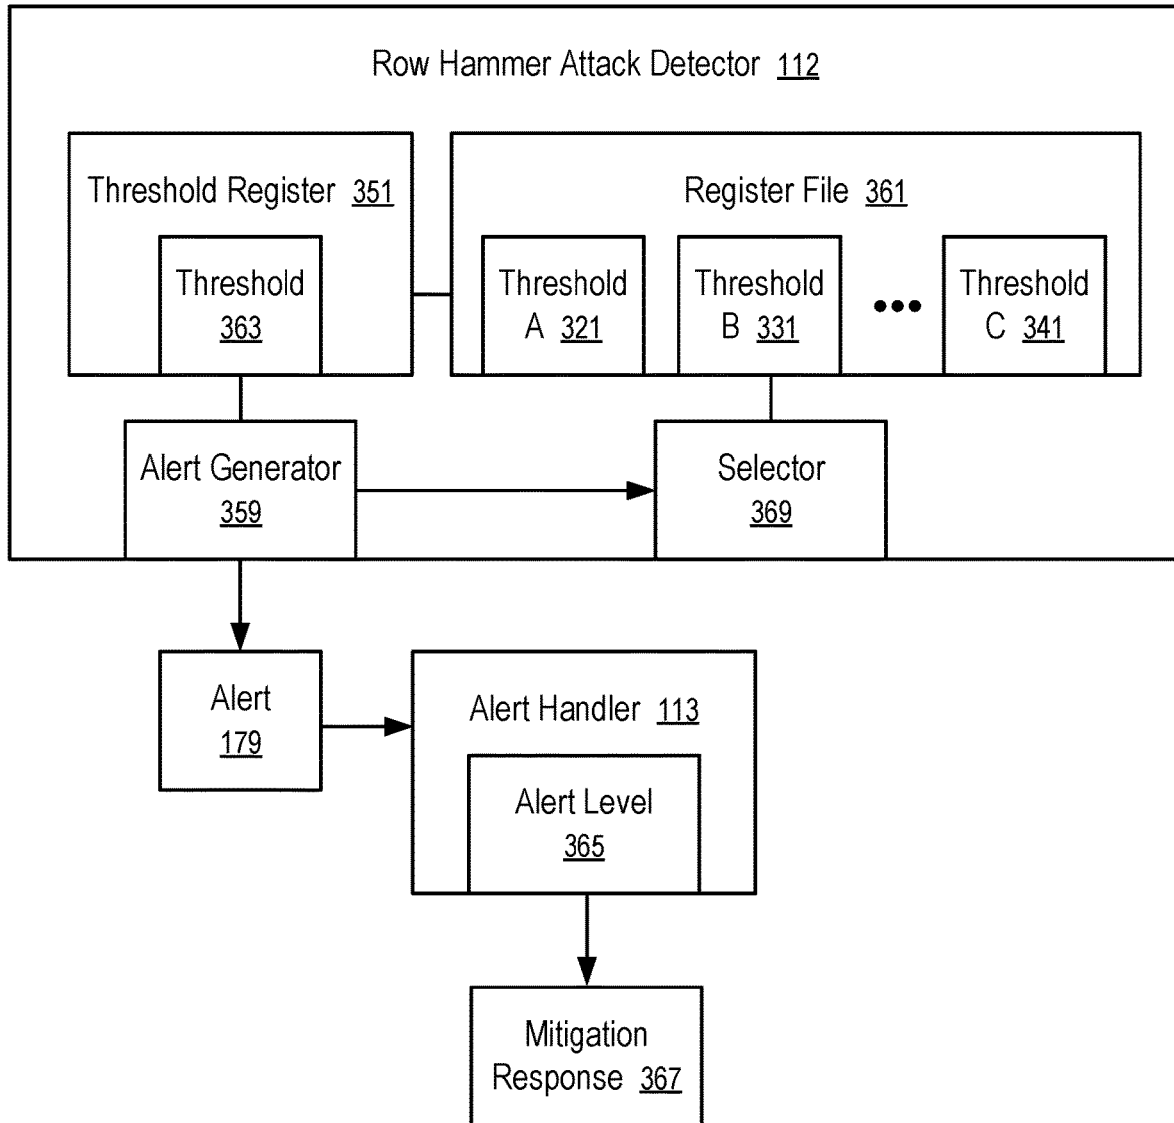 Row Hammer Attack Detector 112
Threshold Register 351
Register File 361
Threshold
363
Threshold
A 321
Threshold
B 331
Threshold
C 341
Alert Generator
359
Selector
369
Alert
179
Alert Handler 113
Alert Level
365
Mitigation
Response 367